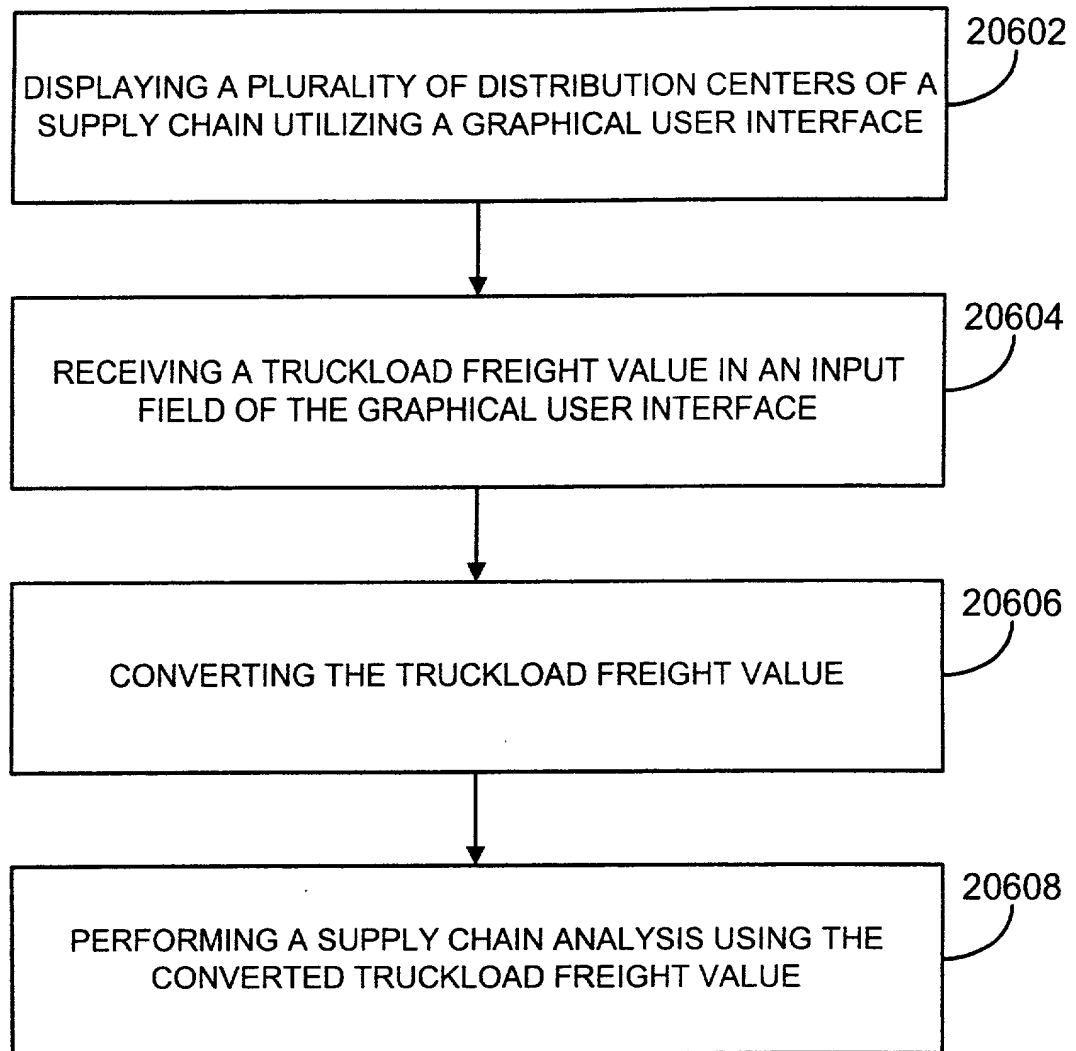 20602
DISPLAYING A PLURALITY OF DISTRIBUTION CENTERS OF A
SUPPLY CHAIN UTILIZING A GRAPHICAL USER INTERFACE
20604
RECEIVING A TRUCKLOAD FREIGHT VALUE IN AN INPUT
FIELD OF THE GRAPHICAL USER INTERFACE
20606
CONVERTING THE TRUCKLOAD FREIGHT VALUE
20608
PERFORMING A SUPPLY CHAIN ANALYSIS USING THE
CONVERTED TRUCKLOAD FREIGHT VALUE